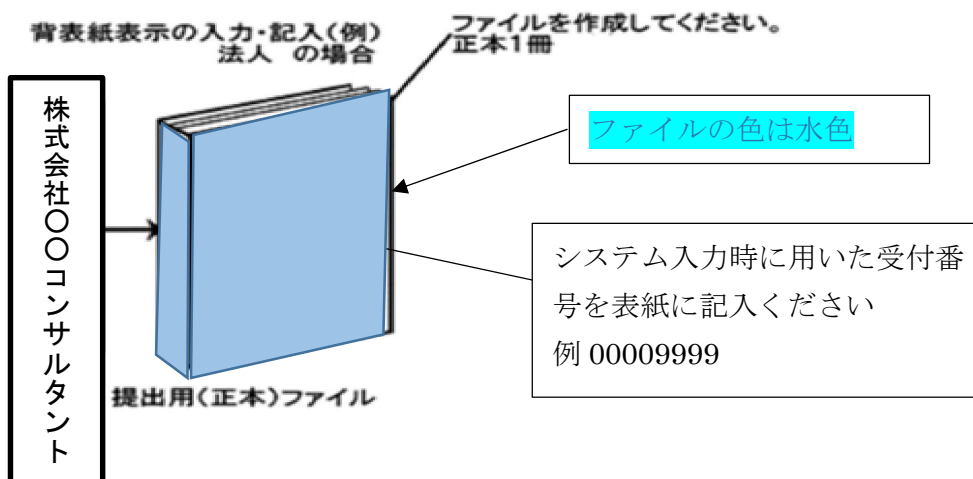 背表紙表示の入力・記入(例)
法人 の場合
ファイルを作成してください。
正本1冊
株式会社〇〇コンサルタント
ファイルの色は水色
システム入力時に用いた受付番
号を表紙に記入ください
例 00009999
提出用(正本)ファイル